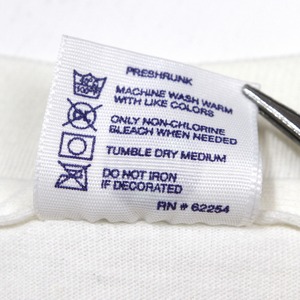 PRESHRUNK
MACHINE WASH WARM
WITH LIKE COLORS
ONLY NON-CHLORINE
BLEACH WHEN NEEDED
TUMBLE DRY MEDIUM
DO NOT IRON
IF DECORATED
RN # 62254